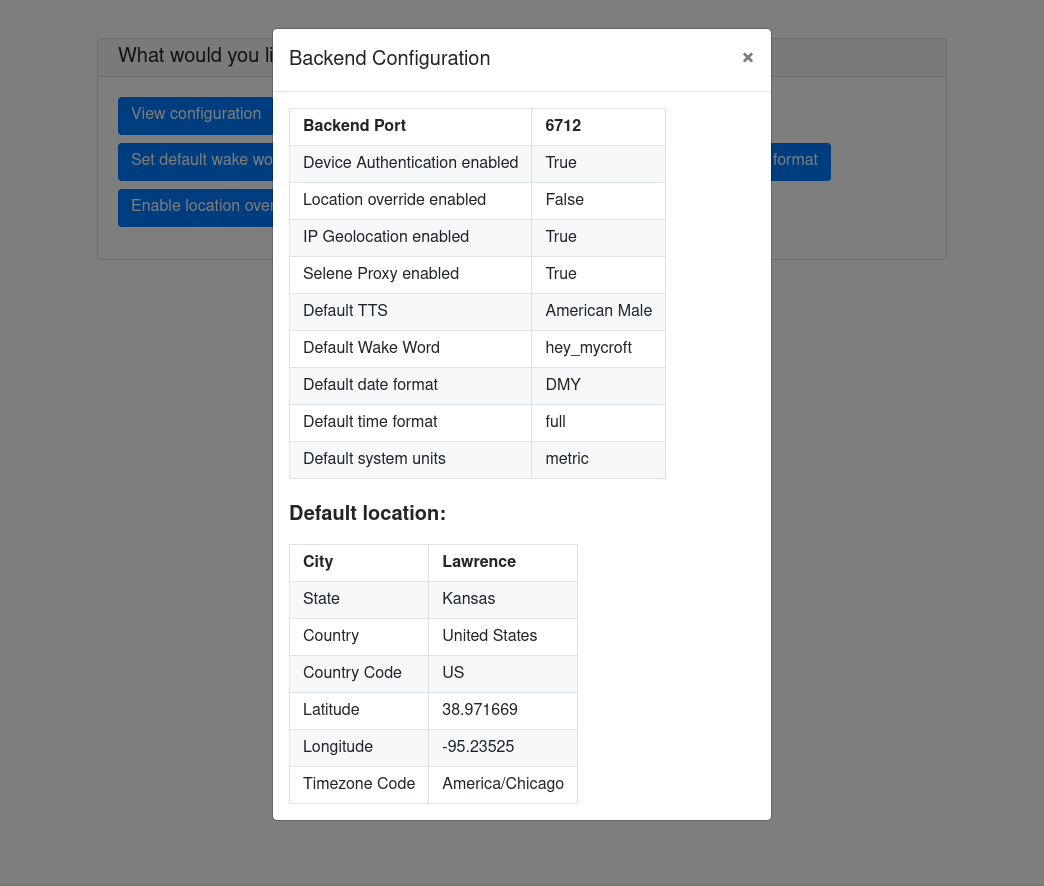 What would you li
Backend Configuration ×
View configuration
Set default wake wo
format
Enable location over
Backend Port 6712
Device Authentication enabled True
Location override enabled False
IP Geolocation enabled True
Selene Proxy enabled True
Default TTS American Male
Default Wake Word hey_mycroft
Default date format DMY
Default time format full
Default system units metric
Default location:
City Lawrence
State Kansas
Country United States
Country Code US
Latitude 38.971669
Longitude -95.23525
Timezone Code America/Chicago